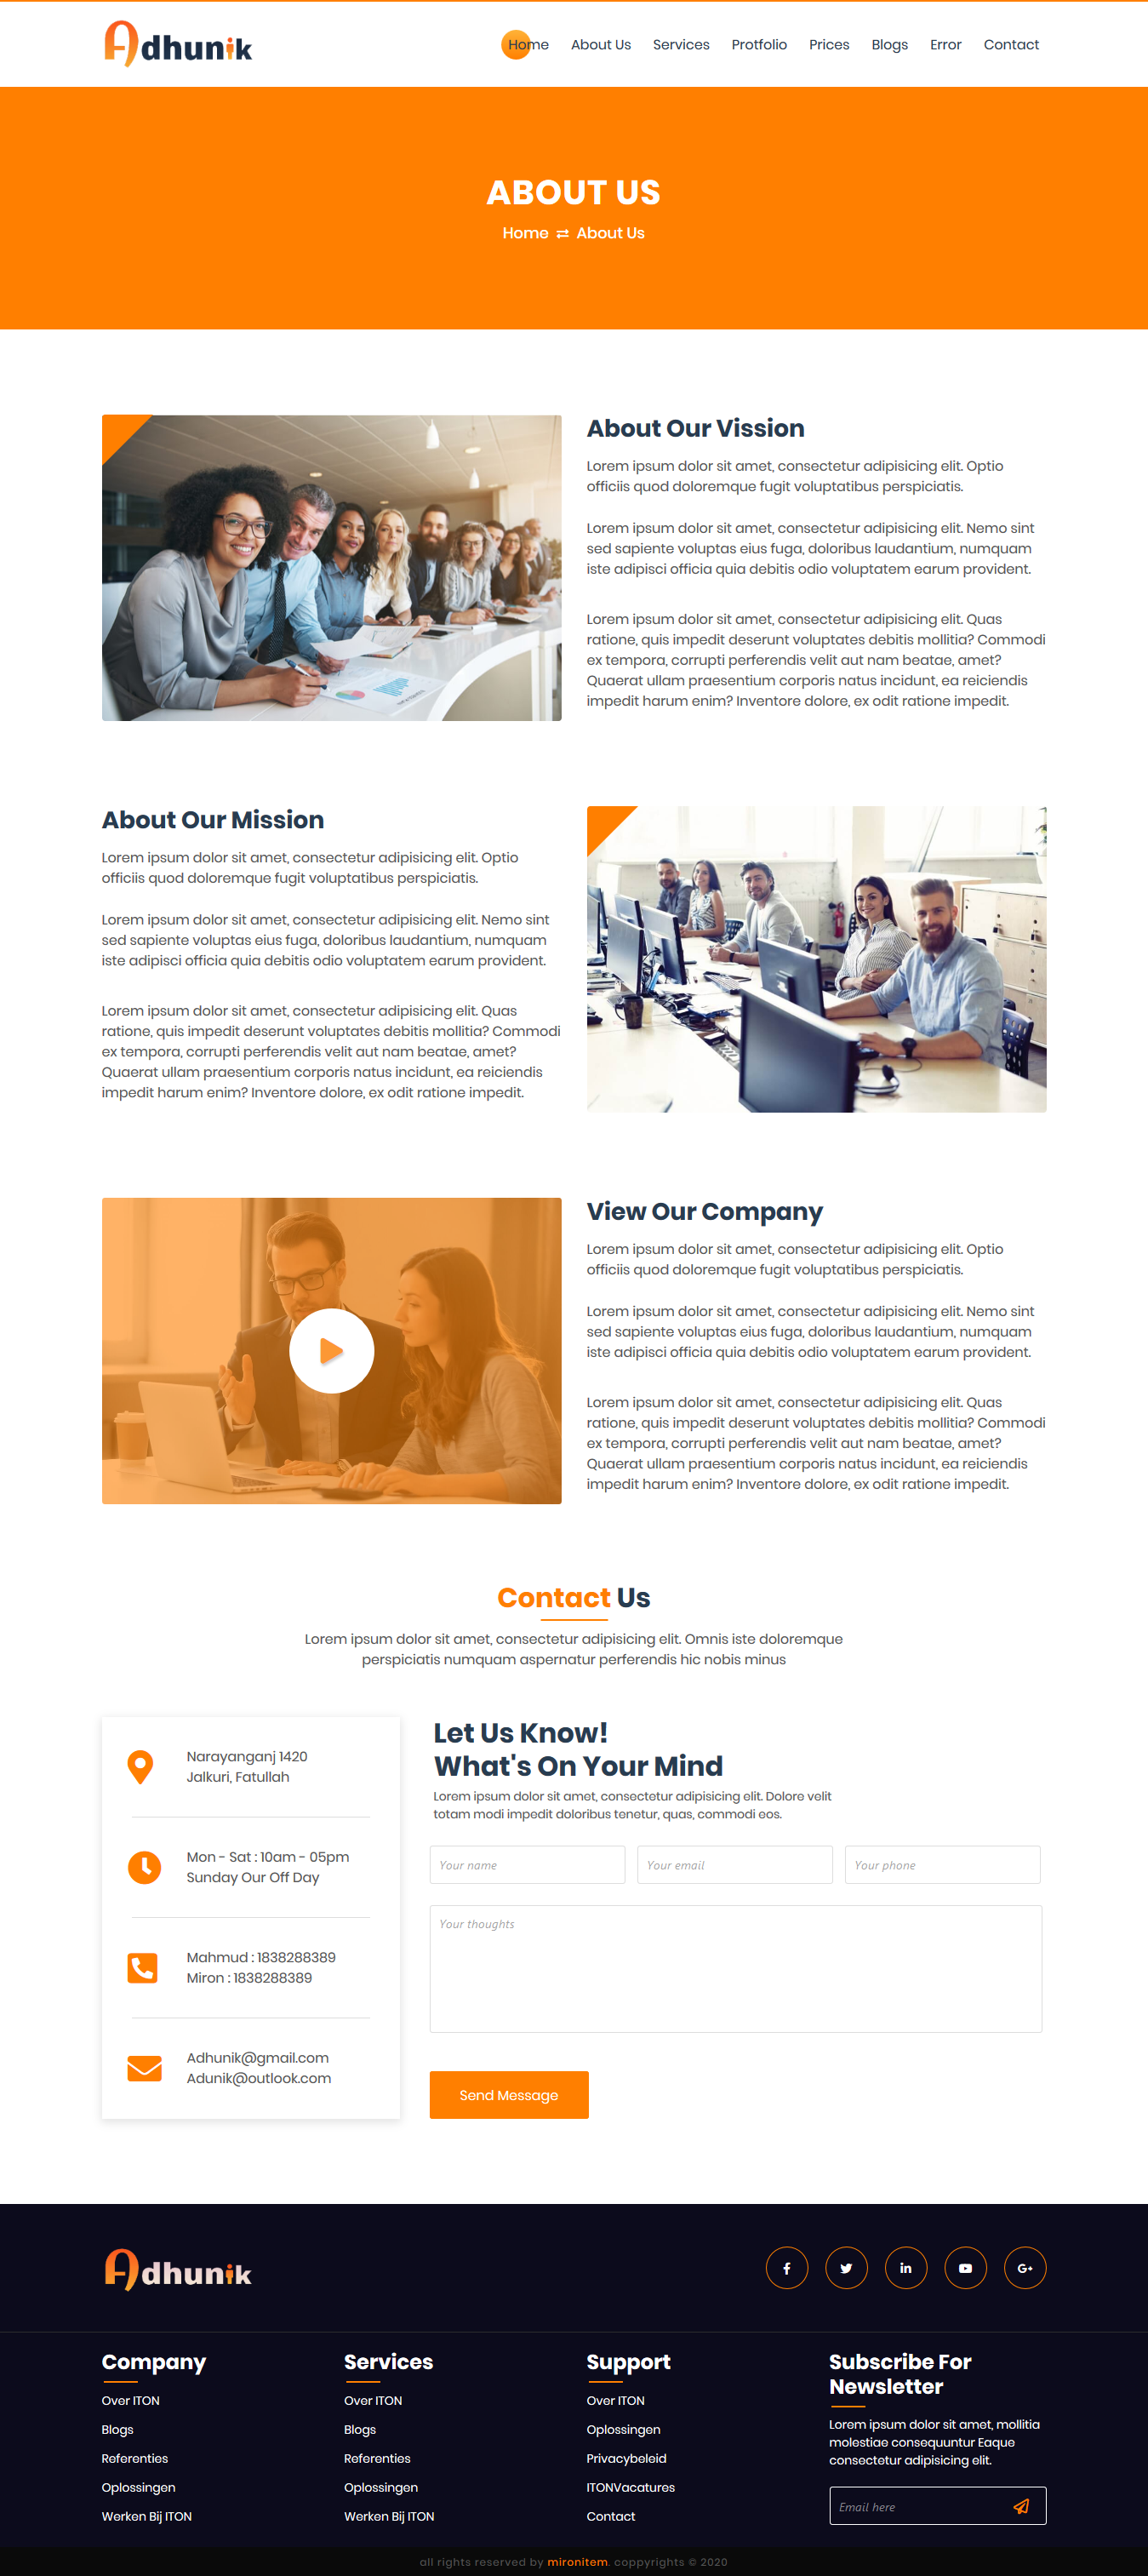 Adhunik
Home About Us Services Protfolio Prices Blogs Error Contact
ABOUT US
Home ⇄ About Us
About Our Vission
Lorem ipsum dolor sit amet, consectetur adipisicing elit. Optio
officiis quod doloremque fugit voluptatibus perspiciatis.
Lorem ipsum dolor sit amet, consectetur adipisicing elit. Nemo sint
sed sapiente voluptas eius fuga, doloribus laudantium, numquam
iste adipisci officia quia debitis odio voluptatem earum provident.
Lorem ipsum dolor sit amet, consectetur adipisicing elit. Quas
ratione, quis impedit deserunt voluptates debitis mollitia? Commodi
ex tempora, corrupti perferendis velit aut nam beatae, amet?
Quaerat ullam praesentium corporis natus incidunt, ea reiciendis
impedit harum enim? Inventore dolore, ex odit ratione impedit.
About Our Mission
Lorem ipsum dolor sit amet, consectetur adipisicing elit. Optio
officiis quod doloremque fugit voluptatibus perspiciatis.
Lorem ipsum dolor sit amet, consectetur adipisicing elit. Nemo sint
sed sapiente voluptas eius fuga, doloribus laudantium, numquam
iste adipisci officia quia debitis odio voluptatem earum provident.
Lorem ipsum dolor sit amet, consectetur adipisicing elit. Quas
ratione, quis impedit deserunt voluptates debitis mollitia? Commodi
ex tempora, corrupti perferendis velit aut nam beatae, amet?
Quaerat ullam praesentium corporis natus incidunt, ea reiciendis
impedit harum enim? Inventore dolore, ex odit ratione impedit.
View Our Company
Lorem ipsum dolor sit amet, consectetur adipisicing elit. Optio
officiis quod doloremque fugit voluptatibus perspiciatis.
Lorem ipsum dolor sit amet, consectetur adipisicing elit. Nemo sint
sed sapiente voluptas eius fuga, doloribus laudantium, numquam
iste adipisci officia quia debitis odio voluptatem earum provident.
Lorem ipsum dolor sit amet, consectetur adipisicing elit. Quas
ratione, quis impedit deserunt voluptates debitis mollitia? Commodi
ex tempora, corrupti perferendis velit aut nam beatae, amet?
Quaerat ullam praesentium corporis natus incidunt, ea reiciendis
impedit harum enim? Inventore dolore, ex odit ratione impedit.
Contact Us
Lorem ipsum dolor sit amet, consectetur adipisicing elit. Omnis iste doloremque
perspiciatis numquam aspernatur perferendis hic nobis minus
Narayanganj 1420
Jalkuri, Fatullah
Mon - Sat : 10am - 05pm
Sunday Our Off Day
Mahmud : 1838288389
Miron : 1838288389
Adhunik@gmail.com
Adunik@outlook.com
Let Us Know!
What's On Your Mind
Lorem ipsum dolor sit amet, consectetur adipisicing elit. Dolore velit
totam modi impedit doloribus tenetur, quas, commodi eos.
Your name Your email Your phone
Your thoughts
Send Message
Adhunik
Company
Over ITON
Blogs
Referenties
Oplossingen
Werken Bij ITON
Services
Over ITON
Blogs
Referenties
Oplossingen
Werken Bij ITON
Support
Over ITON
Oplossingen
Privacybeleid
ITONVacatures
Contact
Subscribe For
Newsletter
Lorem ipsum dolor sit amet, mollitia
molestiae consequuntur Eaque
consectetur adipisicing elit.
Email here
all rights reserved by mironitem. coppyrights © 2020